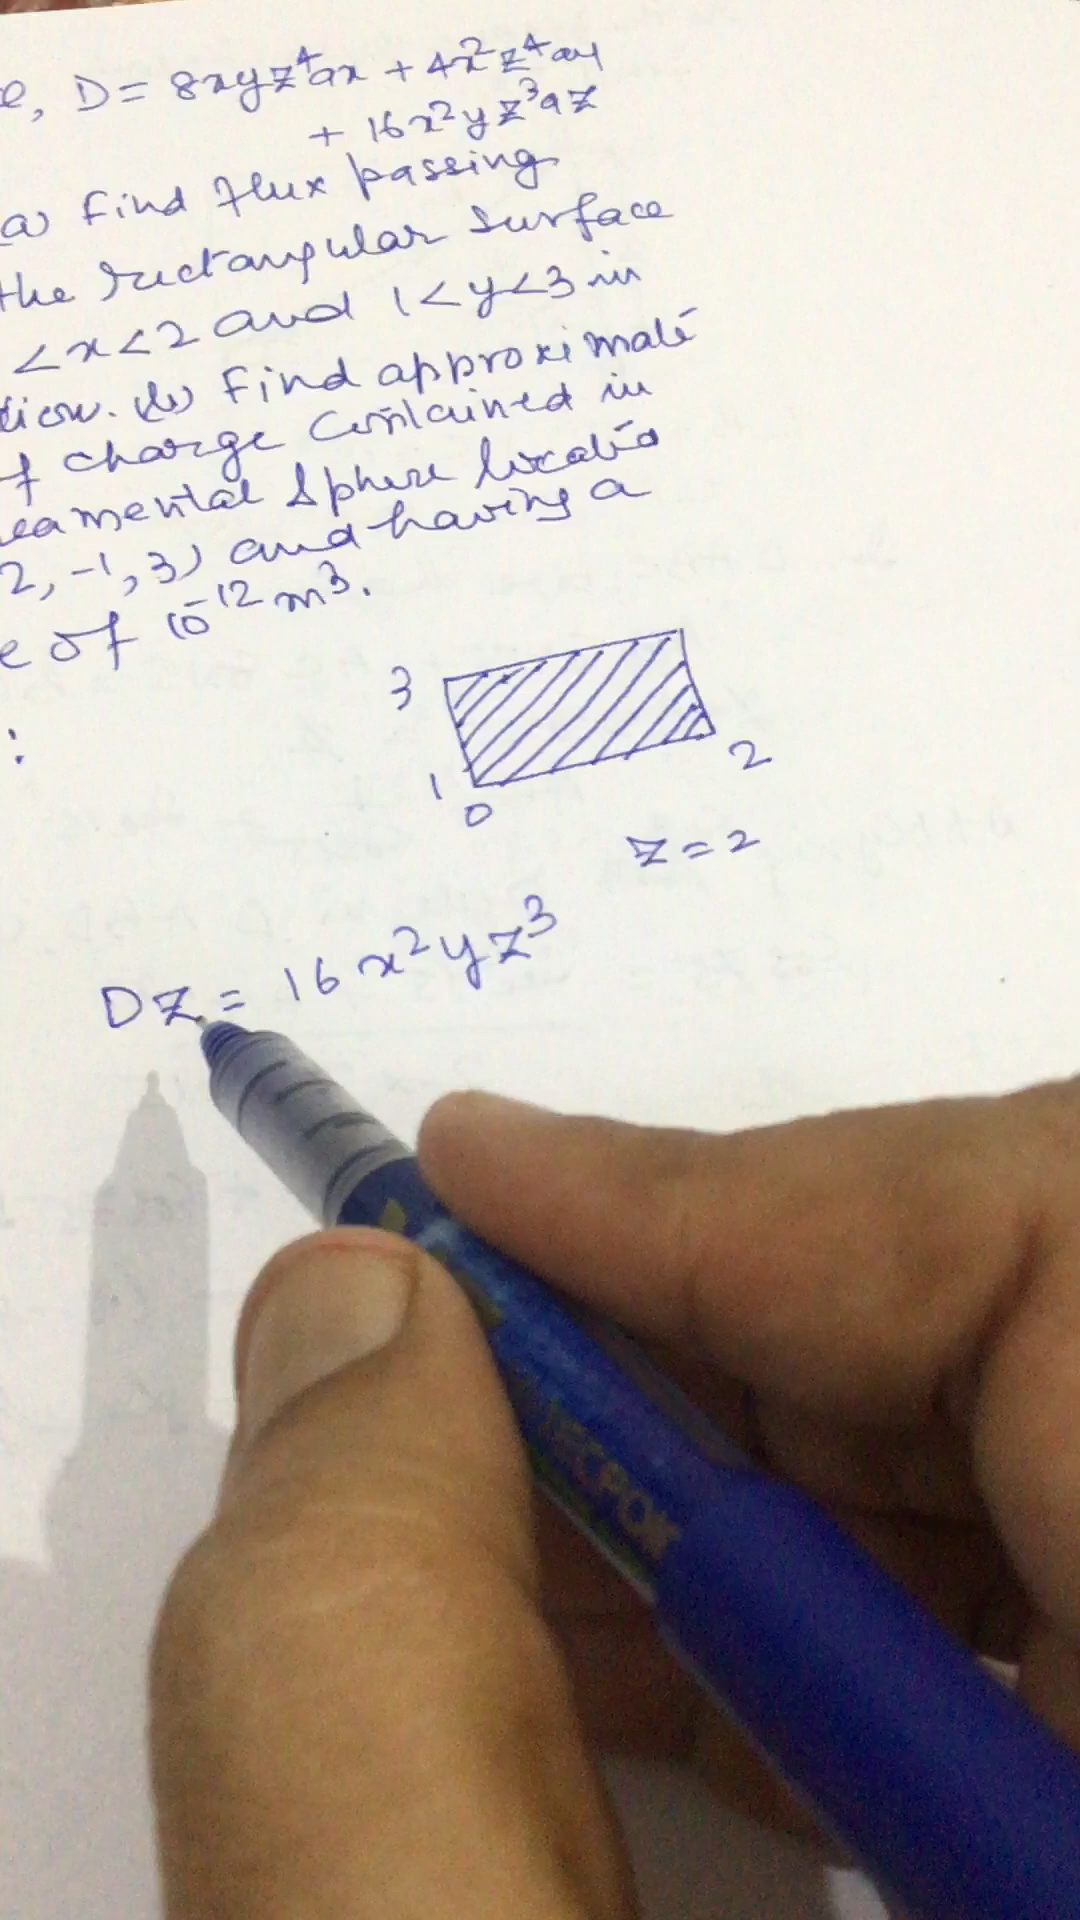 e, D = 8xyz⁴ax + 4x²z⁴ay
+ 16x²yz³az
(a) Find flux passing
the rectangular surface
<x<2 and 1<y<3 in
tion. (b) Find approximate
f charge contained in
eamental sphere located
2, -1, 3) and having a
e of 10⁻¹² m³.
:
3
1
0
2
z = 2
Dz = 16x²yz³